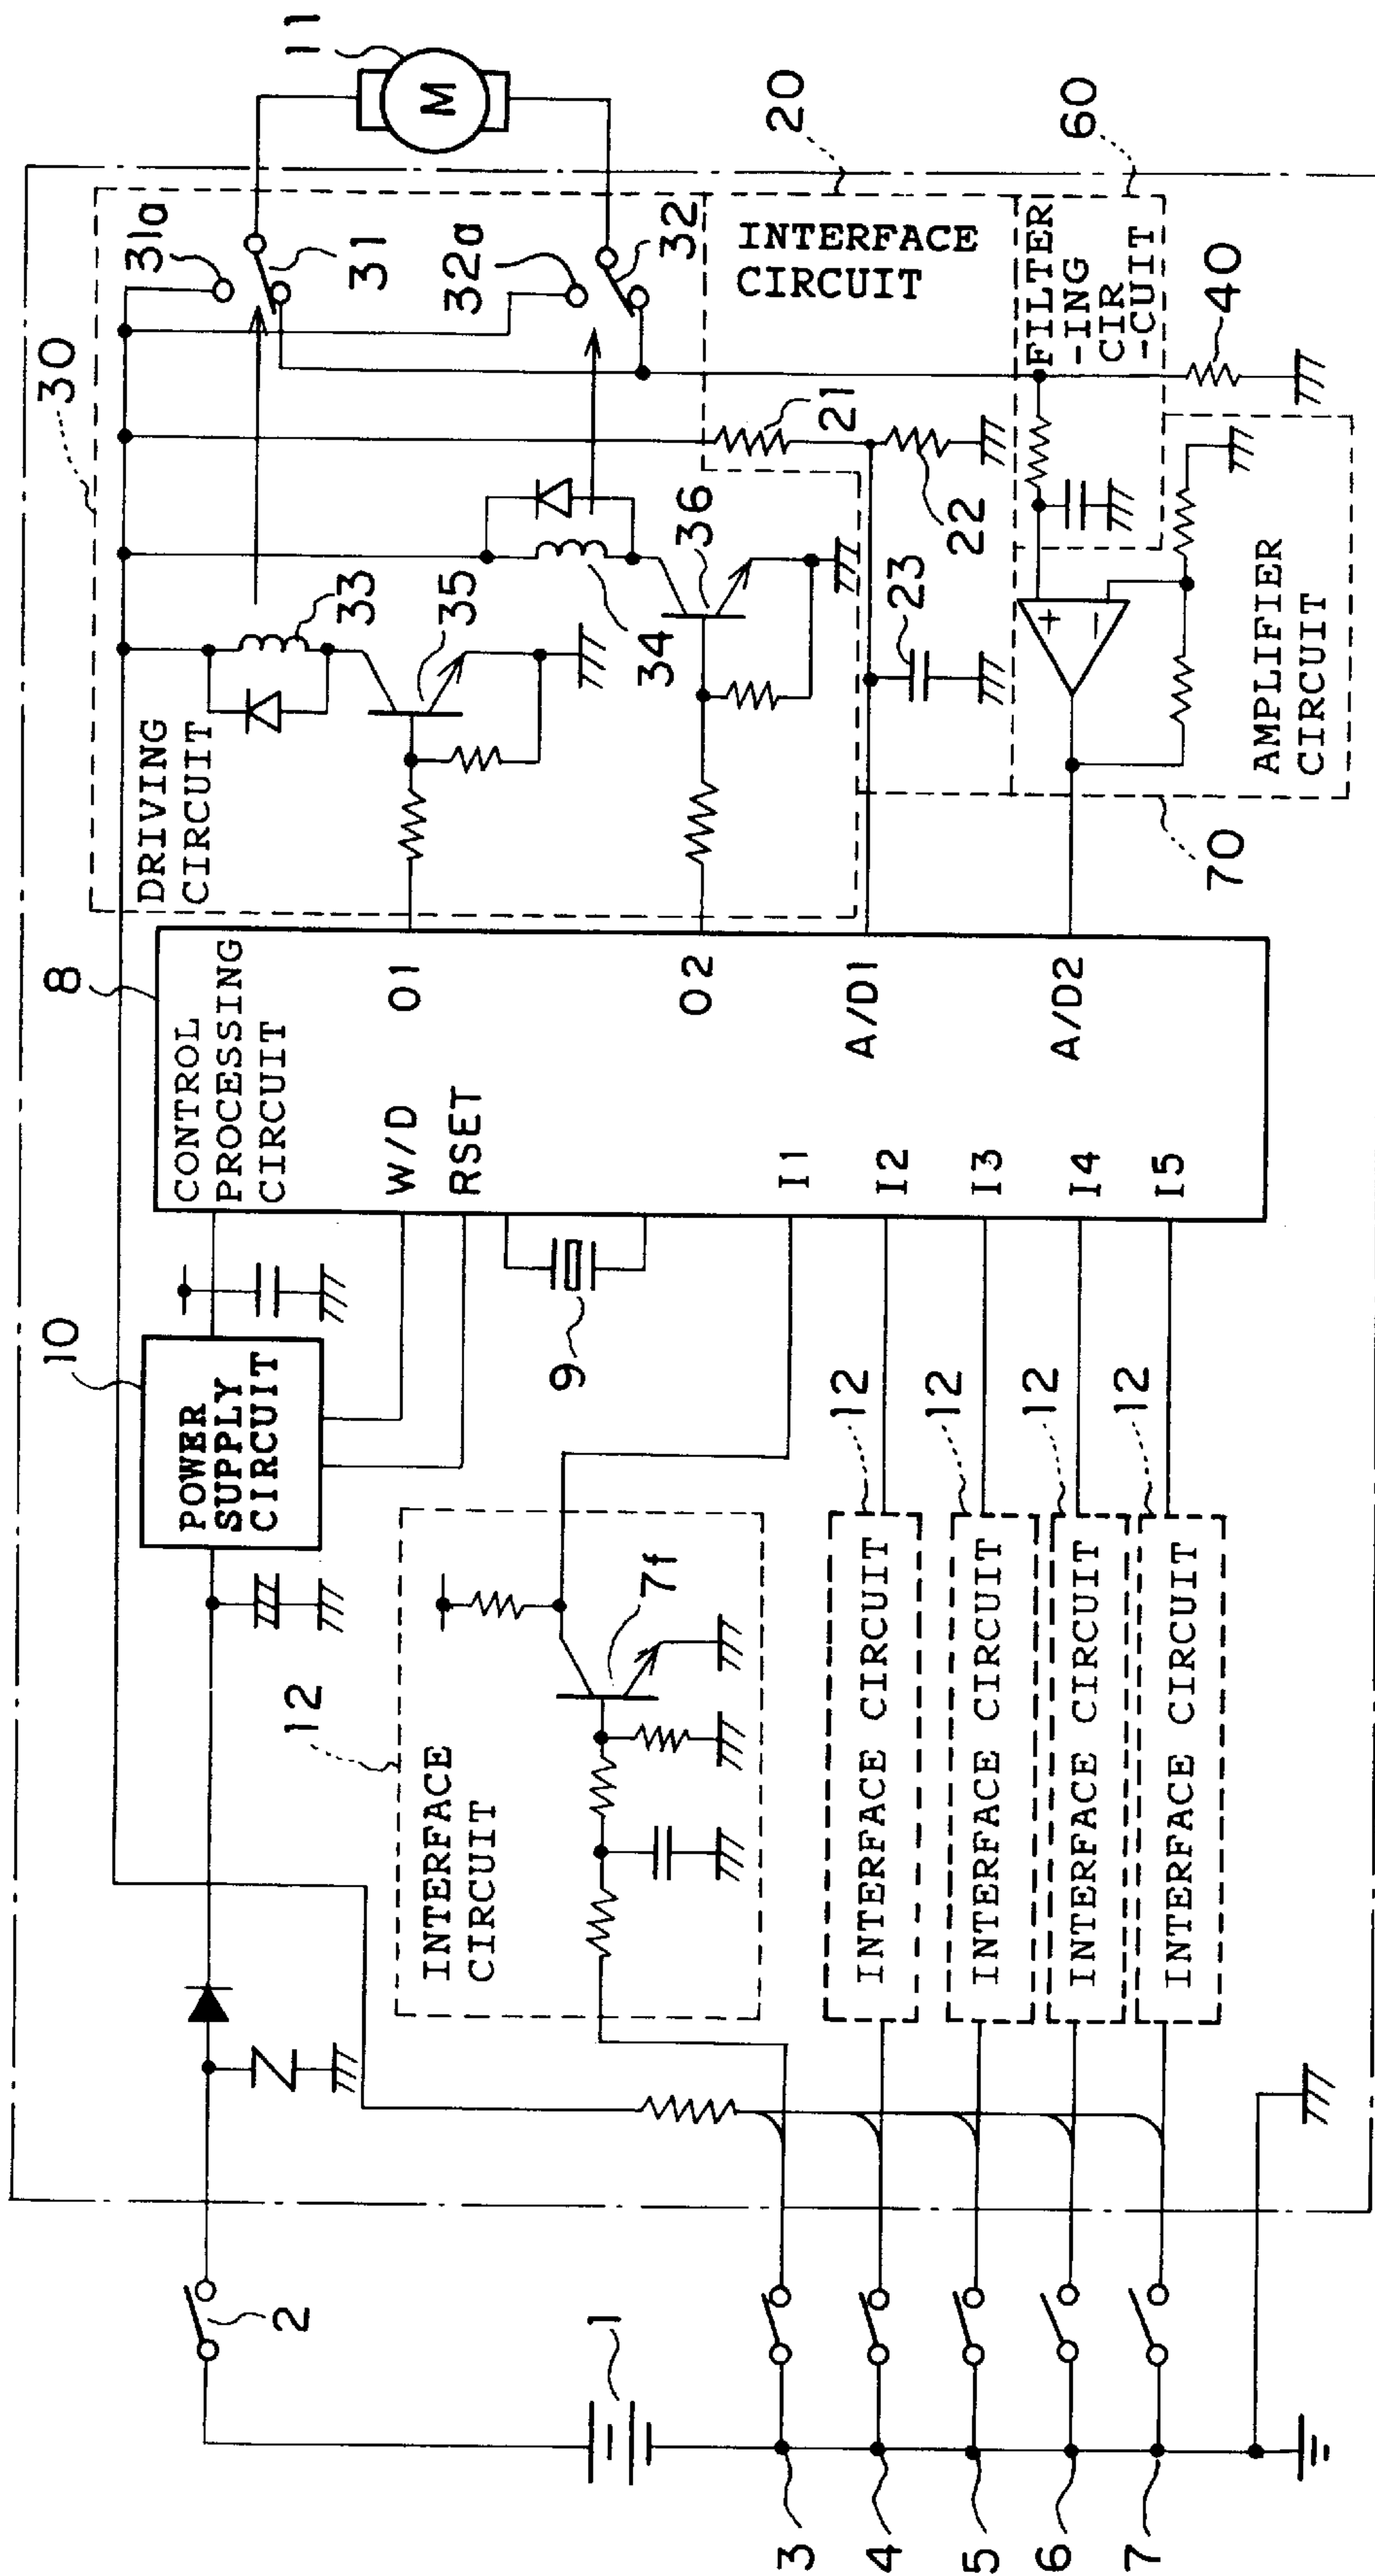 30
DRIVING
CIRCUIT
31a
31
32a
32
33
35
34
36
11
M
20
INTERFACE
CIRCUIT
21
22
23
60
FILTER
-ING
CIR
-CUIT
40
AMPLIFIER
CIRCUIT
70
8
CONTROL
PROCESSING
CIRCUIT
W/D
RSET
O1
O2
A/D1
A/D2
I1
I2
I3
I4
I5
9
10
POWER
SUPPLY
CIRCUIT
12
INTERFACE
CIRCUIT
7f
12
INTERFACE CIRCUIT
12
INTERFACE CIRCUIT
12
INTERFACE CIRCUIT
12
INTERFACE CIRCUIT
2
1
3
4
5
6
7